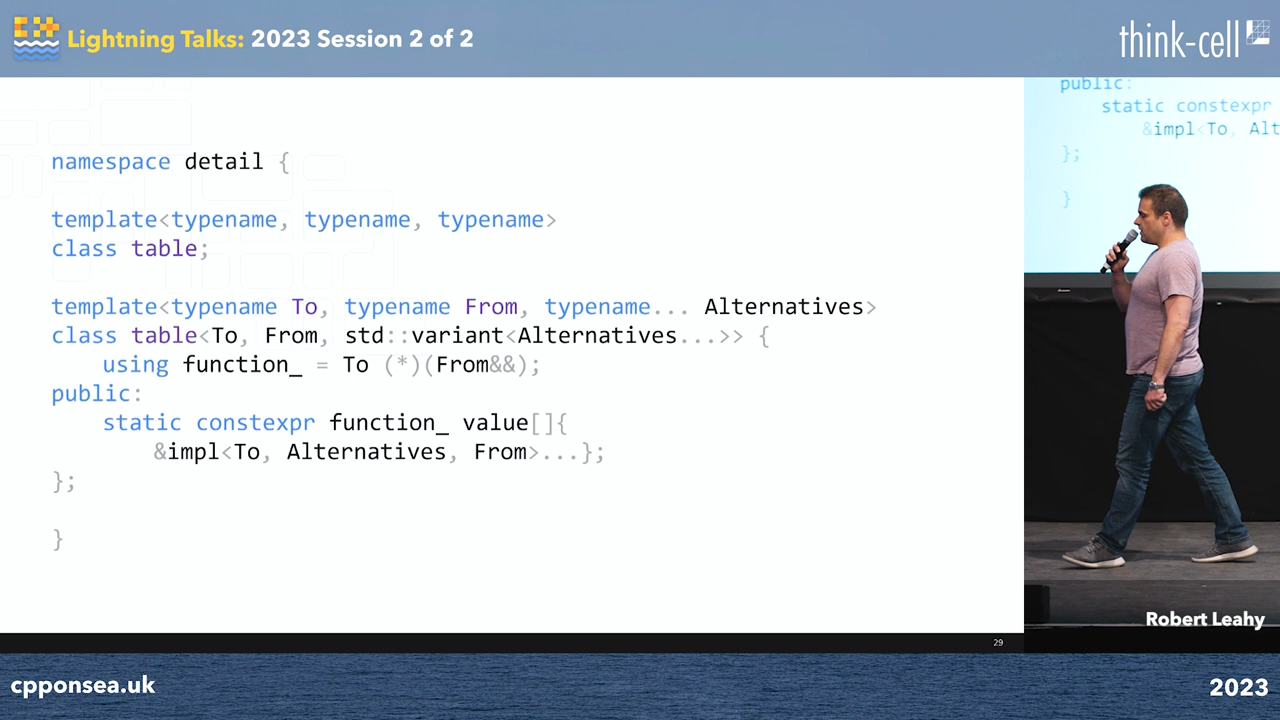 Lightning Talks: 2023 Session 2 of 2
think-cell
namespace detail {
template<typename, typename, typename>
class table;
template<typename To, typename From, typename... Alternatives>
class table<To, From, std::variant<Alternatives...>> {
using function_ = To (*)(From&&);
public:
static constexpr function_ value[]{
&impl<To, Alternatives, From>...};
};
}
29
public:
static constexpr
&impl<To, Alt
};
}
Robert Leahy
cpponsea.uk
2023